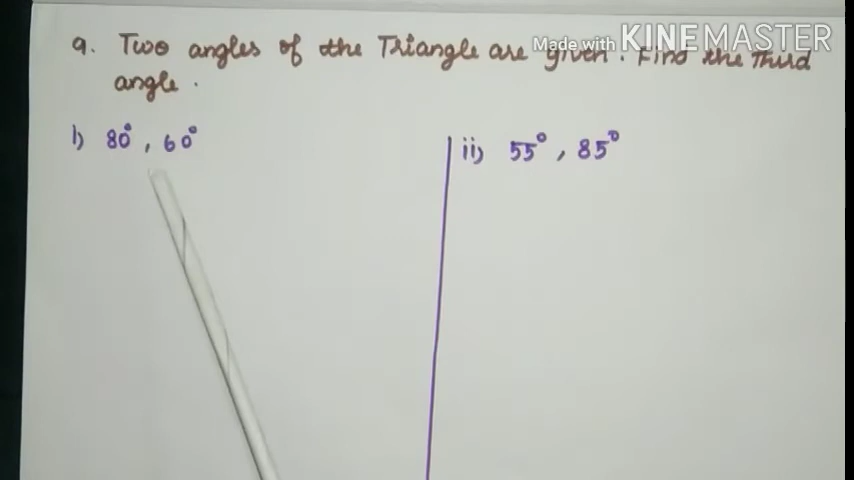 9. Two angles of the Triangle are given. Find the Third
angle.
i) 80°, 60°
ii) 55°, 85°
Made with KINEMASTER